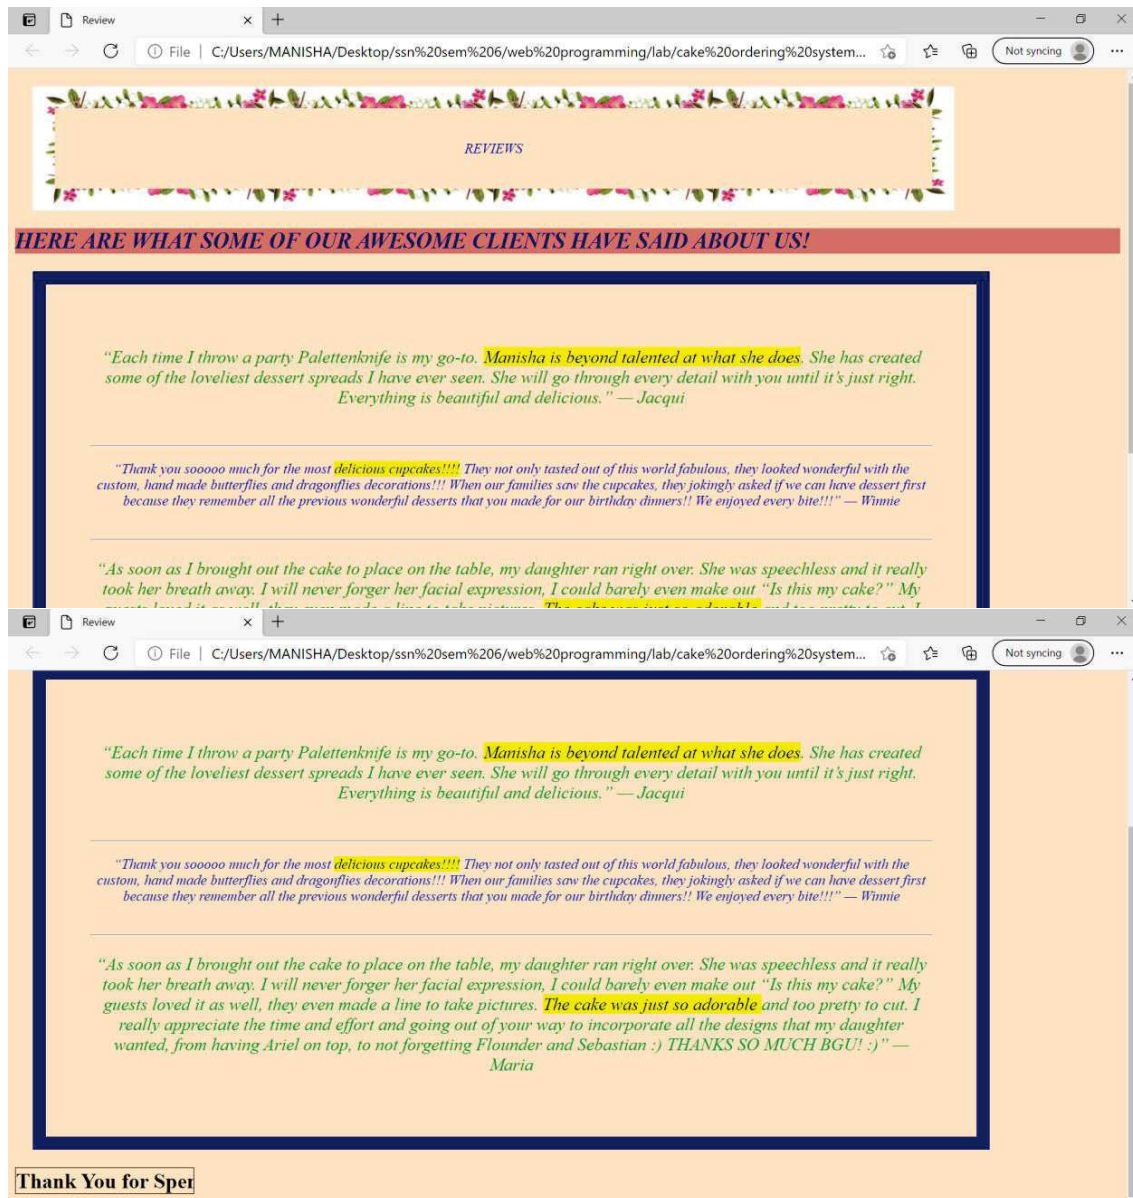 Review
File | C:/Users/MANISHA/Desktop/ssn%20sem%206/web%20programming/lab/cake%20ordering%20system... Not syncing
REVIEWS
HERE ARE WHAT SOME OF OUR AWESOME CLIENTS HAVE SAID ABOUT US!
“Each time I throw a party Palettenknife is my go-to. Manisha is beyond talented at what she does. She has created
some of the loveliest dessert spreads I have ever seen. She will go through every detail with you until it’s just right.
Everything is beautiful and delicious.” — Jacqui
“Thank you sooooo much for the most delicious cupcakes!!!! They not only tasted out of this world fabulous, they looked wonderful with the
custom, hand made butterflies and dragonflies decorations!!! When our families saw the cupcakes, they jokingly asked if we can have dessert first
because they remember all the previous wonderful desserts that you made for our birthday dinners!! We enjoyed every bite!!!” — Winnie
“As soon as I brought out the cake to place on the table, my daughter ran right over. She was speechless and it really
took her breath away. I will never forger her facial expression, I could barely even make out “Is this my cake?” My
Review
File | C:/Users/MANISHA/Desktop/ssn%20sem%206/web%20programming/lab/cake%20ordering%20system... Not syncing
“Each time I throw a party Palettenknife is my go-to. Manisha is beyond talented at what she does. She has created
some of the loveliest dessert spreads I have ever seen. She will go through every detail with you until it’s just right.
Everything is beautiful and delicious.” — Jacqui
“Thank you sooooo much for the most delicious cupcakes!!!! They not only tasted out of this world fabulous, they looked wonderful with the
custom, hand made butterflies and dragonflies decorations!!! When our families saw the cupcakes, they jokingly asked if we can have dessert first
because they remember all the previous wonderful desserts that you made for our birthday dinners!! We enjoyed every bite!!!” — Winnie
“As soon as I brought out the cake to place on the table, my daughter ran right over. She was speechless and it really
took her breath away. I will never forger her facial expression, I could barely even make out “Is this my cake?” My
guests loved it as well, they even made a line to take pictures. The cake was just so adorable and too pretty to cut. I
really appreciate the time and effort and going out of your way to incorporate all the designs that my daughter
wanted, from having Ariel on top, to not forgetting Flounder and Sebastian :) THANKS SO MUCH BGU! :)” —
Maria
Thank You for